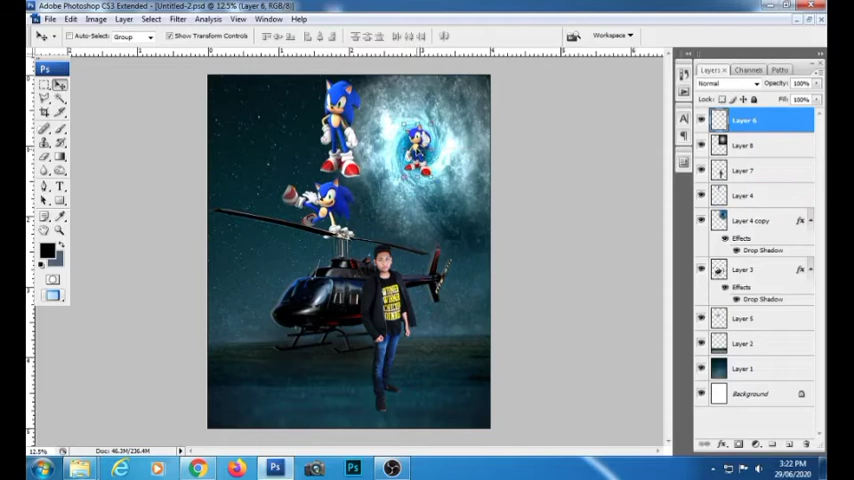 Adobe Photoshop CS3 Extended - [Untitled-2.psd @ 12.5% (Layer 6, RGB/8)]
File Edit Image Layer Select Filter Analysis View Window Help
Auto-Select: Group Show Transform Controls Workspace
Ps
Layers Channels Paths
Normal Opacity: 100%
Lock: Fill: 100%
Layer 6
Layer 8
Layer 7
Layer 4
Layer 4 copy fx
Effects
Drop Shadow
Layer 3 fx
Effects
Drop Shadow
Layer 5
Layer 2
Layer 1
Background
12.5% Doc: 46.3M/236.4M
3:22 PM
29/06/2020